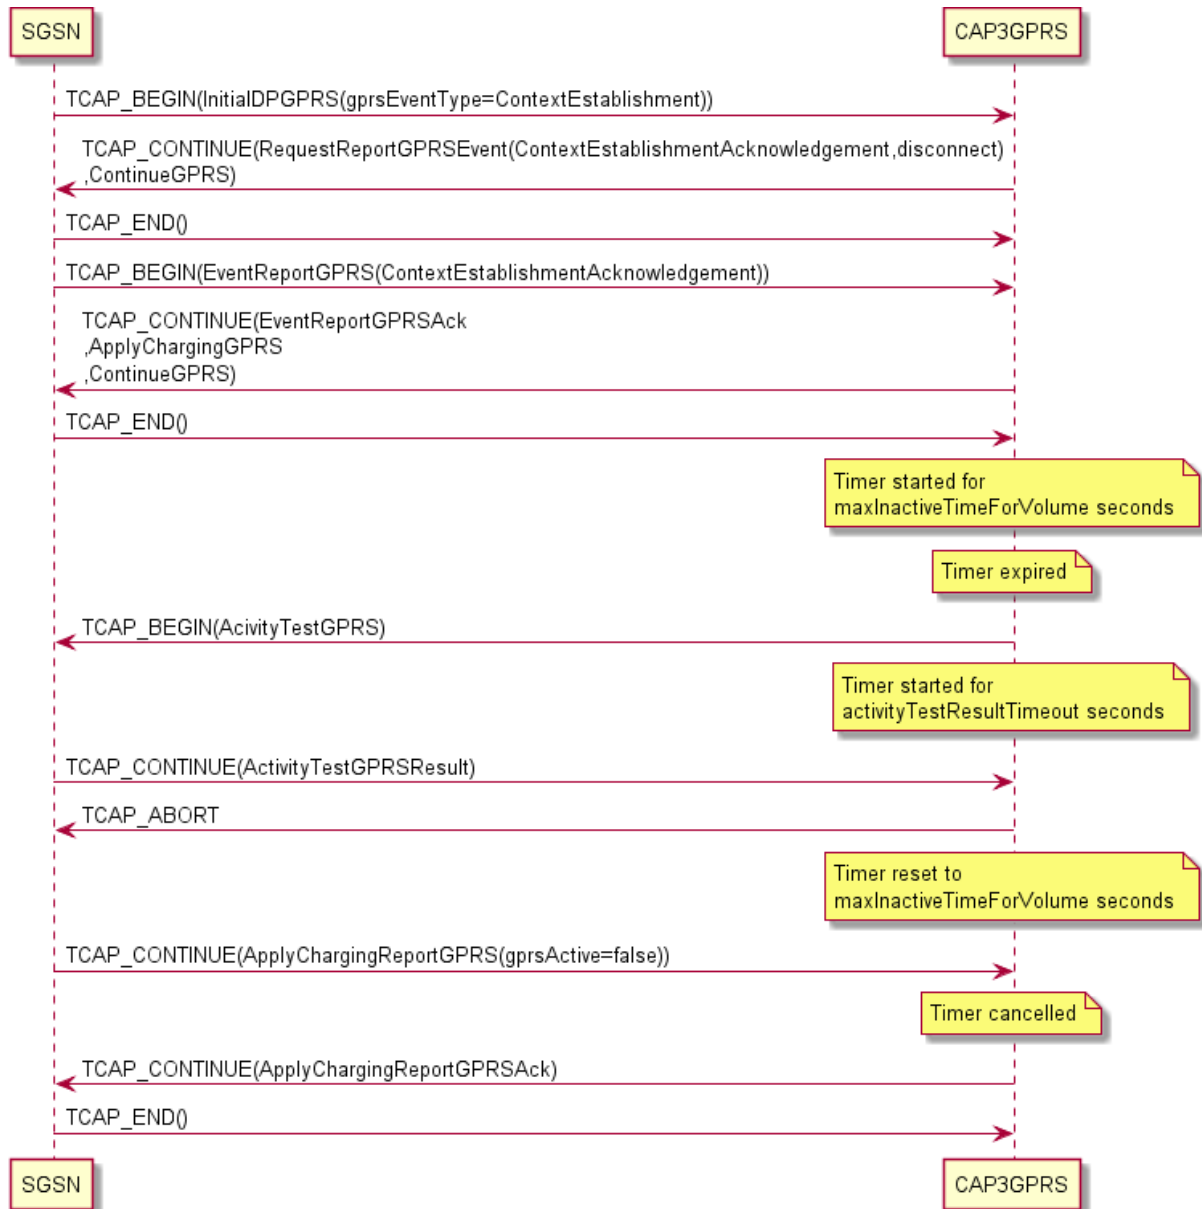 SGSN
CAP3GPRS
TCAP_BEGIN(InitialDPGPRS(gprsEventType=ContextEstablishment))
TCAP_CONTINUE(RequestReportGPRSEvent(ContextEstablishmentAcknowledgement,disconnect)
,ContinueGPRS)
TCAP_END()
TCAP_BEGIN(EventReportGPRS(ContextEstablishmentAcknowledgement))
TCAP_CONTINUE(EventReportGPRSAck
,ApplyChargingGPRS
,ContinueGPRS)
TCAP_END()
Timer started for
maxInactiveTimeForVolume seconds
Timer expired
TCAP_BEGIN(AcivityTestGPRS)
Timer started for
activityTestResultTimeout seconds
TCAP_CONTINUE(ActivityTestGPRSResult)
TCAP_ABORT
Timer reset to
maxInactiveTimeForVolume seconds
TCAP_CONTINUE(ApplyChargingReportGPRS(gprsActive=false))
Timer cancelled
TCAP_CONTINUE(ApplyChargingReportGPRSAck)
TCAP_END()
SGSN
CAP3GPRS